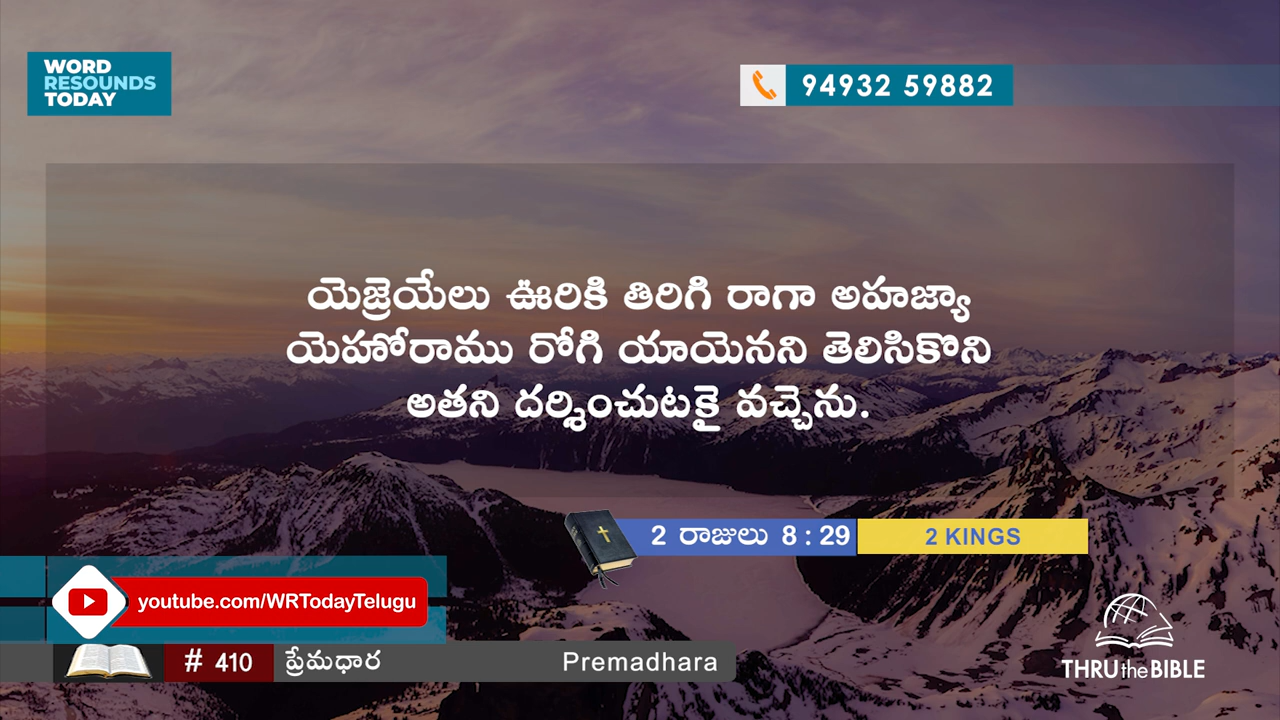 WORD
RESOUNDS
TODAY
94932 59882
యెజ్రెయేలు ఊరికి తిరిగి రాగా అహజ్యా
యెహోరాము రోగి యాయెనని తెలిసికొని
అతని దర్శించుటకై వచ్చెను.
2 రాజులు 8 : 29
2 KINGS
youtube.com/WRTodayTelugu
# 410
ప్రేమధార
Premadhara
THRU the BIBLE